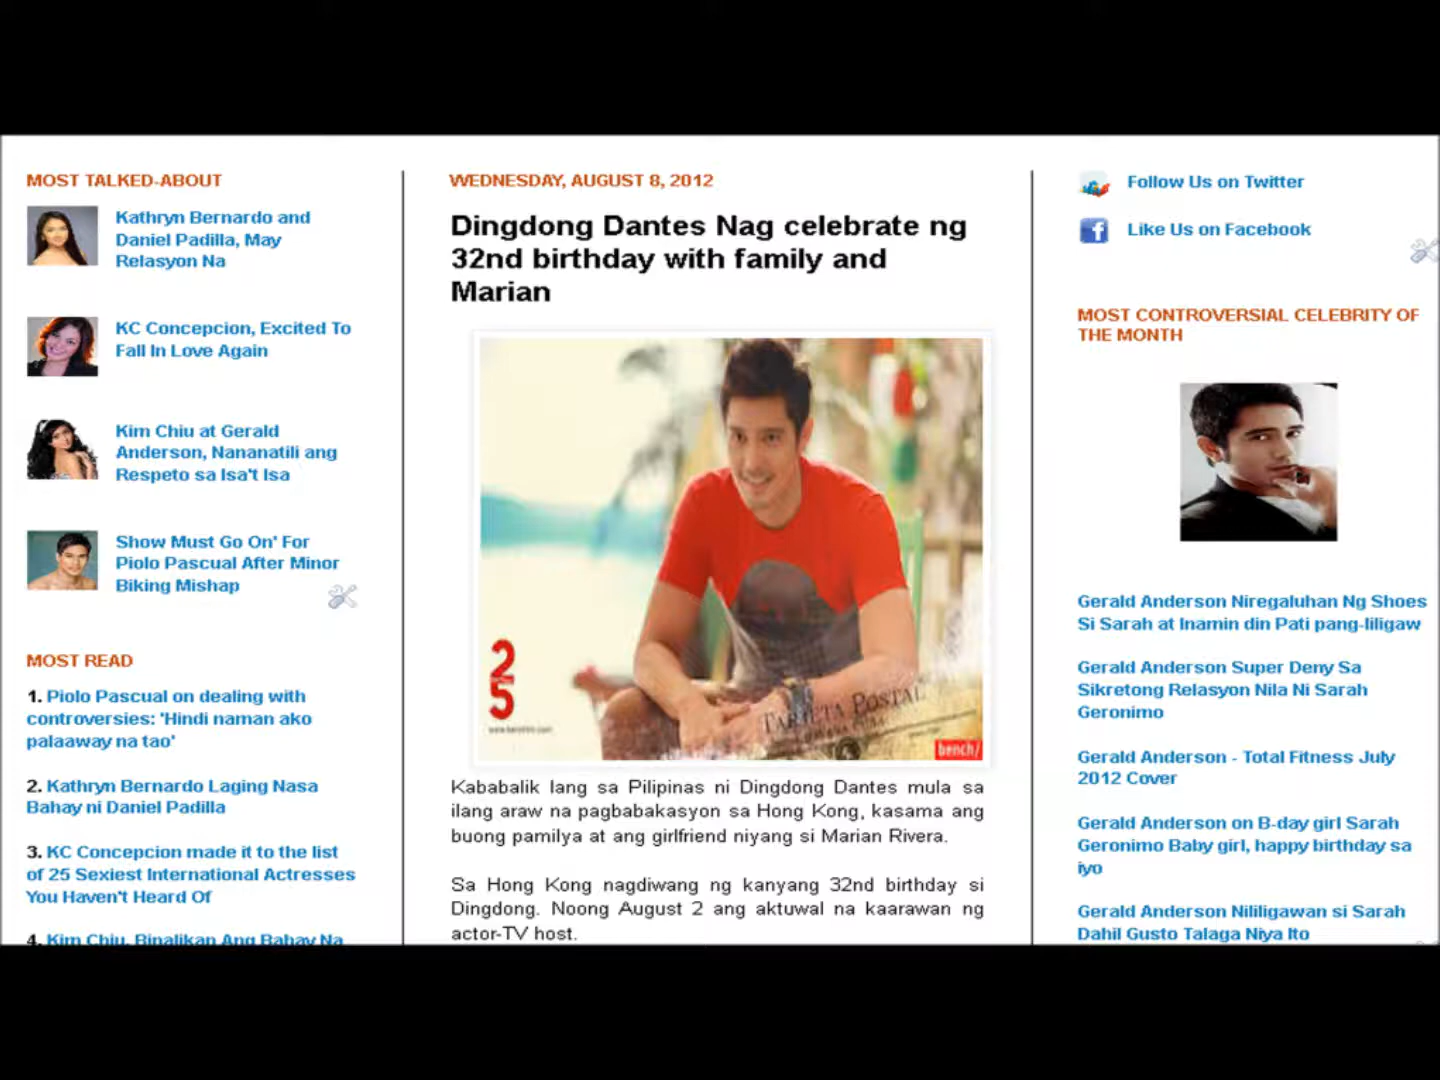 MOST TALKED-ABOUT
Kathryn Bernardo and
Daniel Padilla, May
Relasyon Na
KC Concepcion, Excited To
Fall In Love Again
Kim Chiu at Gerald
Anderson, Nananatili ang
Respeto sa Isa't Isa
Show Must Go On' For
Piolo Pascual After Minor
Biking Mishap
MOST READ
1. Piolo Pascual on dealing with
controversies: 'Hindi naman ako
palaaway na tao'
2. Kathryn Bernardo Laging Nasa
Bahay ni Daniel Padilla
3. KC Concepcion made it to the list
of 25 Sexiest International Actresses
You Haven't Heard Of
4. Kim Chiu, Binalikan Ang Bahay Na
WEDNESDAY, AUGUST 8, 2012
Dingdong Dantes Nag celebrate ng
32nd birthday with family and
Marian
25
TARJETA POSTAL
bench/
Kababalik lang sa Pilipinas ni Dingdong Dantes mula sa
ilang araw na pagbabakasyon sa Hong Kong, kasama ang
buong pamilya at ang girlfriend niyang si Marian Rivera.
Sa Hong Kong nagdiwang ng kanyang 32nd birthday si
Dingdong. Noong August 2 ang aktuwal na kaarawan ng
actor-TV host.
Follow Us on Twitter
Like Us on Facebook
MOST CONTROVERSIAL CELEBRITY OF
THE MONTH
Gerald Anderson Niregaluhan Ng Shoes
Si Sarah at Inamin din Pati pang-liligaw
Gerald Anderson Super Deny Sa
Sikretong Relasyon Nila Ni Sarah
Geronimo
Gerald Anderson - Total Fitness July
2012 Cover
Gerald Anderson on B-day girl Sarah
Geronimo Baby girl, happy birthday sa
iyo
Gerald Anderson Nililigawan si Sarah
Dahil Gusto Talaga Niya Ito